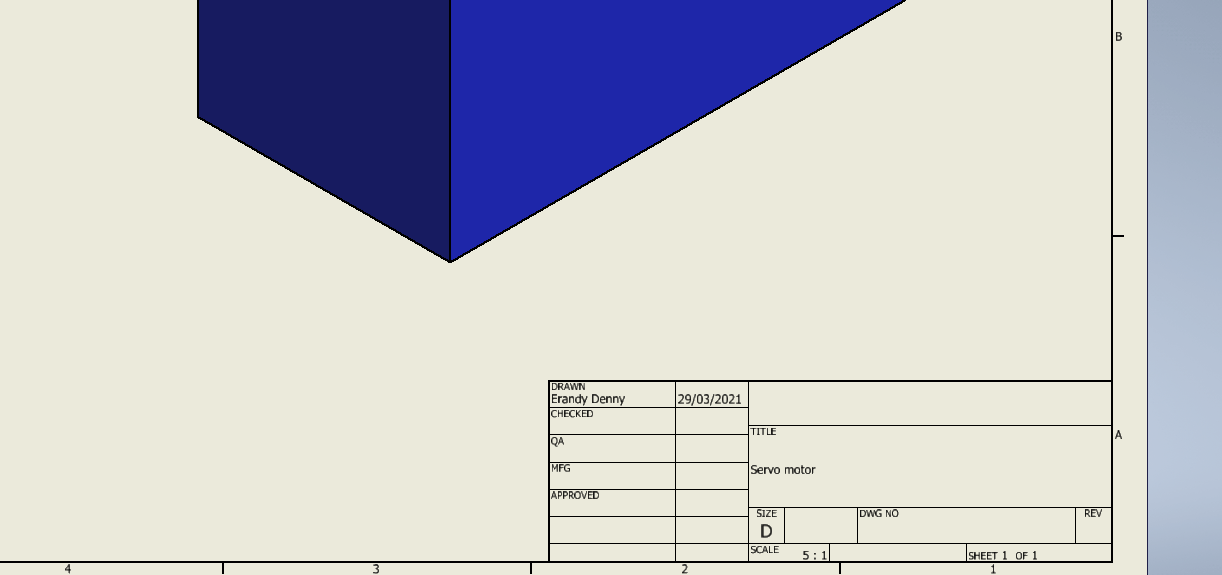 B
DRAWN
Erandy Denny 29/03/2021
CHECKED
TITLE
QA
A
Servo motor
MFG
APPROVED
SIZE DWG NO REV
D
SCALE 5 : 1 SHEET 1 OF 1
4 3 2 1